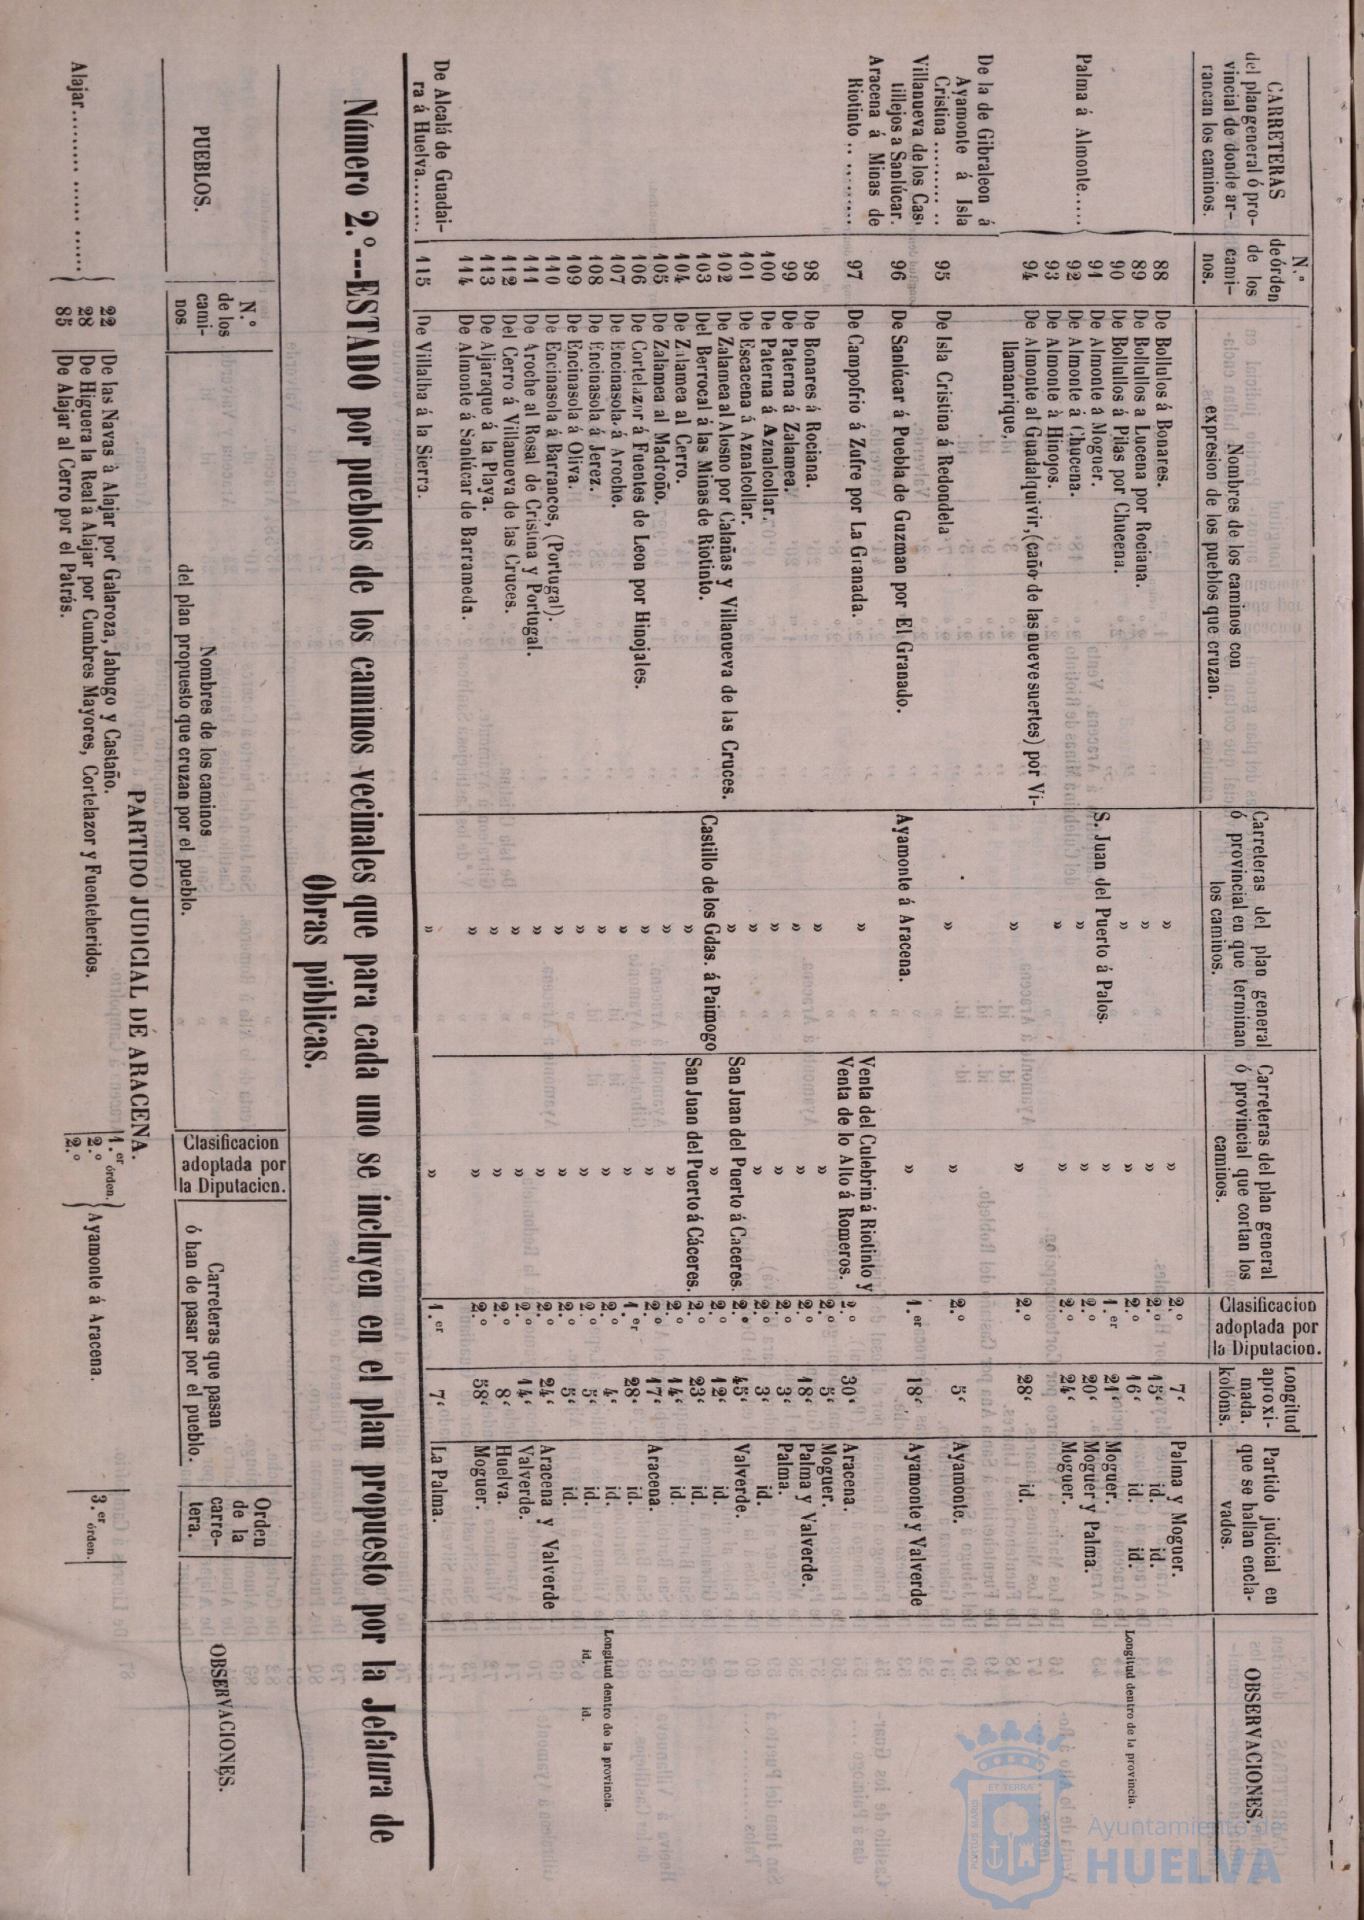 CARRETERAS del plan general ó provincial de donde arrancan los caminos. | N.º de órden de los caminos. | Nombres de los caminos con expresion de los pueblos que cruzan. | Carreteras del plan general ó provincial en que terminan los caminos. | Carreteras del plan general ó provincial que cortan los caminos. | Clasificacion adoptada por la Diputacion. | Longitud aproximada. kolóms. | Partido judicial en que se hallan enclavados. | OBSERVACIONES.
88 De Bollulos á Bonares. » » 2.º 7‘ Palma y Moguer.
89 De Bollullos a Lucena por Rociana. » » 2.º 15‘ id. id.
90 De Bollullos á Pilas por Chucena. » » 2.º 16‘ id. id. Longitud dentro de la provincia.
Palma á Almonte..... 91 De Almonte á Moguer. S. Juan del Puerto á Palos. » 1.er 21‘ Moguer.
92 De Almonte á Chucena. » » 2.º 20‘ Moguer y Palma.
93 De Almonte à Hinojos. » » 2.º 24‘ Moguer.
94 De Almonte al Guadalquivir,(caño de las nueve suertes) por Villamanrique, » » 2.º 28‘ id.
De la de Gibraleon á Ayamonte á Isla Cristina ......... 95 De Isla Cristina á Redondela » » 2.º 5‘ Ayamonte.
Villanueva de los Castillejos a Sanlúcar. 96 De Sanlúcar á Puebla de Guzman por El Granado. Ayamonte á Aracena. » 1.er 18‘ Ayamonte y Valverde
Aracena á Minas de Riotinto .......... 97 De Campofrio á Zufre por La Granada. » Venta del Culebrin á Riotinto y Venta de lo Alto á Romeros. 2.º 30‘ Aracena.
98 De Bonares á Rociana. » » 2.º 5‘ Moguer.
99 De Paterna á Zalamea. » » 2.º 18‘ Palma y Valverde.
100 De Paterna á Aznalcollar. » » 2.º 3‘ Palma.
101 De Escacena á Aznalcollar. » » 2.º 3‘ id.
102 De Zalamea al Alosno por Calañas y Villanueva de las Cruces. » San Juan del Puerto á Caceres. 2.º 45‘ Valverde.
103 Del Berrocal á las Minas de Riotinto. Castillo de los Gdas. á Paimogo » 2.º 12‘ id.
104 De Zalamea al Cerro. » San Juan del Puerto á Cáceres. 2.º 23‘ id.
105 De Zalamea al Madroño. » » 2.º 14‘ id.
106 De Cortelazor á Fuentes de Leon por Hinojales. » » 2.º 17‘ Aracena.
107 De Encinasola á Aroche. » » 1.er 28‘ id.
108 De Encinasola á Jerez. » » 2.º 4‘ id. Longitud dentro de la provincia.
109 De Encinasola á Oliva. » » 2.º 5‘ id. id. id.
110 De Encinasola á Barrancos, (Portugal). » » 2.º 5‘ id.
111 De Aroche al Rosal de Cristina y Portugal. » » 2.º 24‘ Aracena y Valverde
112 Del Cerro á Villanueva de las Cruces. » » 2.º 14‘ Valverde.
113 De Aljaraque á la Playa. » » 2.º 8‘ Huelva.
114 De Almonte á Sanlúcar de Barrameda. » » 2.º 58‘ Moguer.
De Alcalá de Guadaira á Huelva........ 115 De Villalba á la Sierra. » » 1.er 7‘ La Palma.
Número 2.º---ESTADO por pueblos de los caminos vecinales que para cada uno se incluyen en el plan propuesto por la Jefatura de
Obras públicas.
PUEBLOS. | N.º de los caminos | Nombres de los caminos del plan propuesto que cruzan por el pueblo. | Clasificacion adoptada por la Diputacion. | Carreteras que pasan ó han de pasar por el pueblo. | Orden de la carretera. | OBSERVACIONES.
PARTIDO JUDICIAL DE ARACENA.
Alajar.................. 22 De las Navas à Alajar por Galaroza, Jabugo y Castaño. 1.er órden.
28 De Higuera la Real á Alajar por Cumbres Mayores, Cortelazor y Fuenteheridos. 2.º Ayamonte á Aracena. 3.er órden.
85 De Alajar al Cerro por el Patrás. 2.º
ET TERRÆ
PORTUS MARIS
Ayuntamiento de
HUELVA